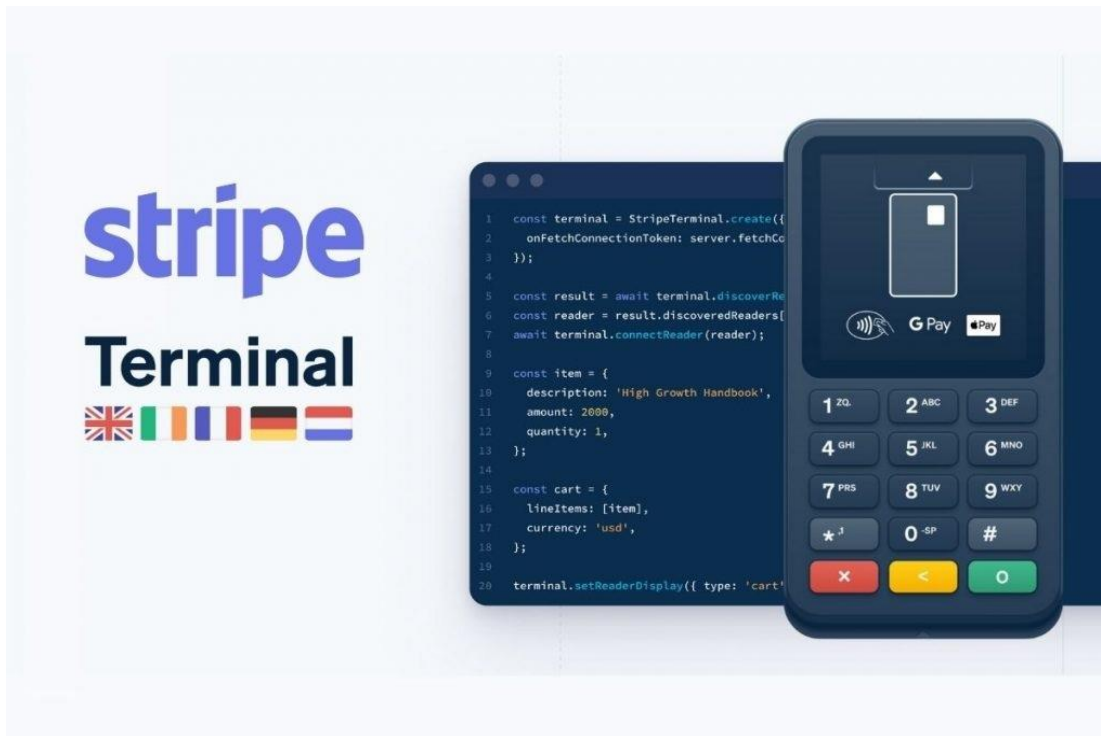 stripe
Terminal
1 const terminal = StripeTerminal.create({
2 onFetchConnectionToken: server.fetchCo
3 });
4
5 const result = await terminal.discoverRe
6 const reader = result.discoveredReaders[
7 await terminal.connectReader(reader);
8
9 const item = {
10 description: 'High Growth Handbook',
11 amount: 2000,
12 quantity: 1,
13 };
14
15 const cart = {
16 lineItems: [item],
17 currency: 'usd',
18 };
19
20 terminal.setReaderDisplay({ type: 'cart'
G Pay Pay
1 ZQ. 2 ABC 3 DEF
4 GHI 5 JKL 6 MNO
7 PRS 8 TUV 9 WXY
* ,1 0 -SP #
× < O